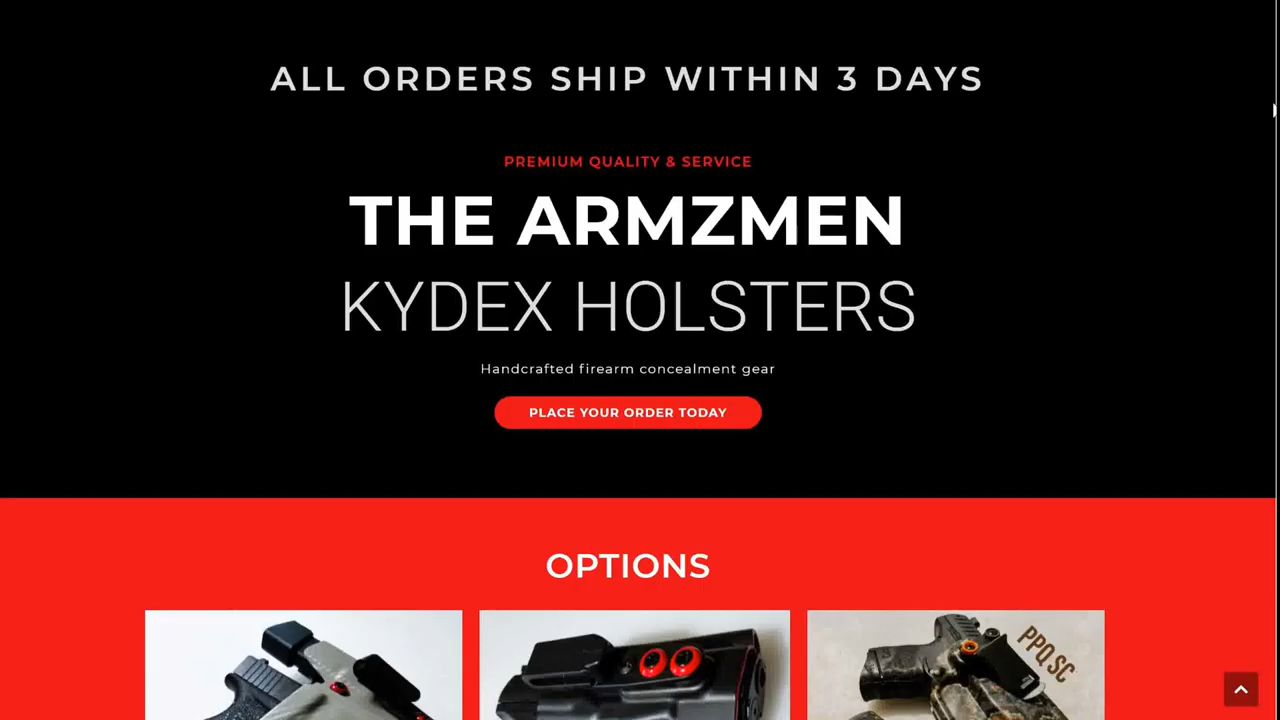 ALL ORDERS SHIP WITHIN 3 DAYS
PREMIUM QUALITY & SERVICE
THE ARMZMEN
KYDEX HOLSTERS
Handcrafted firearm concealment gear
PLACE YOUR ORDER TODAY
OPTIONS
PPQ SC